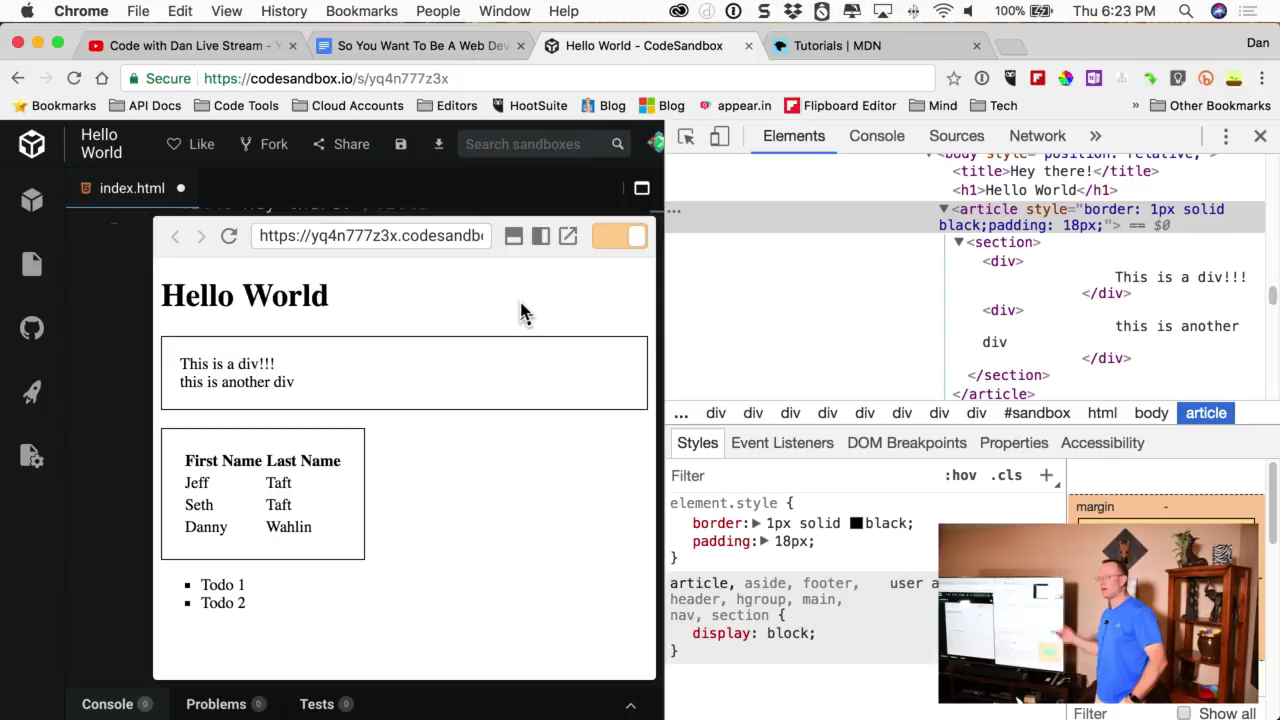 Chrome File Edit View History Bookmarks People Window Help 100% Thu 6:23 PM
Code with Dan Live Stream - Y
So You Want To Be A Web Dev
Hello World - CodeSandbox
Tutorials | MDN
Dan
Secure https://codesandbox.io/s/yq4n777z3x
Bookmarks API Docs Code Tools Cloud Accounts Editors HootSuite Blog Blog appear.in Flipboard Editor Mind Tech » Other Bookmarks
Hello World
Like Fork Share Search sandboxes
index.html
https://yq4n777z3x.codesandbo
Hello World
This is a div!!!
this is another div
First Name Last Name
Jeff Taft
Seth Taft
Danny Wahlin
Todo 1
Todo 2
Console 0 Problems 0 Tests 0
Elements Console Sources Network »
<body style="position: relative;">
<title>Hey there!</title>
<h1>Hello World</h1>
... <article style="border: 1px solid
black;padding: 18px;"> == $0
<section>
<div>
This is a div!!!
</div>
<div>
this is another
div
</div>
</section>
</article>
... div div div div div div div div #sandbox html body article
Styles Event Listeners DOM Breakpoints Properties Accessibility
Filter :hov .cls +
element.style {
border: 1px solid black;
padding: 18px;
}
article, aside, footer, user a
header, hgroup, main,
nav, section {
display: block;
}
margin -
Filter Show all